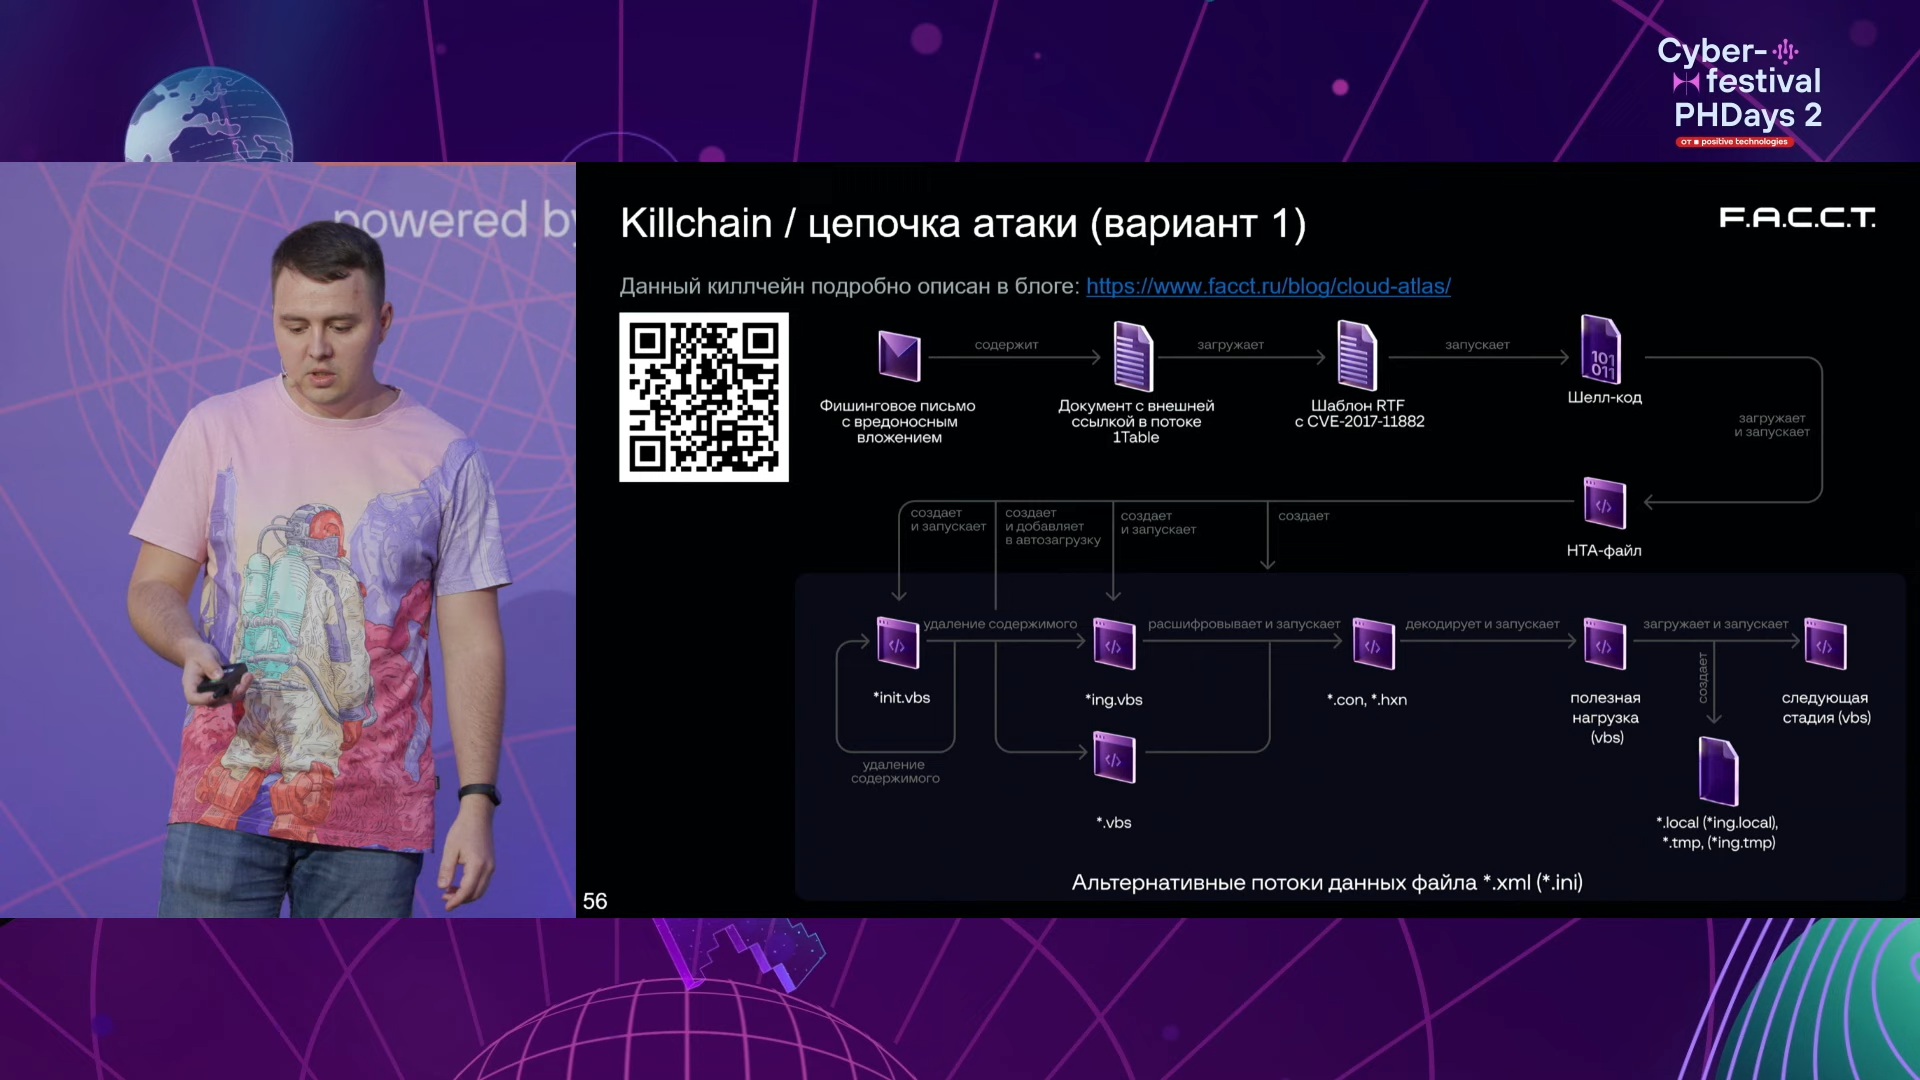 Cyber-
festival
PHDays 2
от positive technologies
powered by
Killchain / цепочка атаки (вариант 1)
F.A.C.C.T.
Данный киллчейн подробно описан в блоге: https://www.facct.ru/blog/cloud-atlas/
содержит
загружает
запускает
Фишинговое письмо
с вредоносным
вложением
Документ с внешней
ссылкой в потоке
1Table
Шаблон RTF
с CVE-2017-11882
101
011
Шелл-код
загружает
и запускает
HTA-файл
создает
и запускает
создает
и добавляет
в автозагрузку
создает
и запускает
создает
удаление содержимого
расшифровывает и запускает
декодирует и запускает
загружает и запускает
*init.vbs
*ing.vbs
*.con, *.hxn
полезная
нагрузка
(vbs)
создает
следующая
стадия (vbs)
удаление
содержимого
*.vbs
*.local (*ing.local),
*.tmp, (*ing.tmp)
Альтернативные потоки данных файла *.xml (*.ini)
56